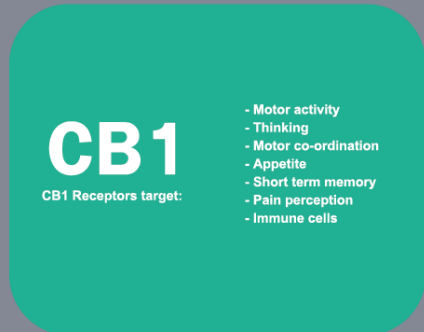 CB1
CB1 Receptors target:
- Motor activity
- Thinking
- Motor co-ordination
- Appetite
- Short term memory
- Pain perception
- Immune cells